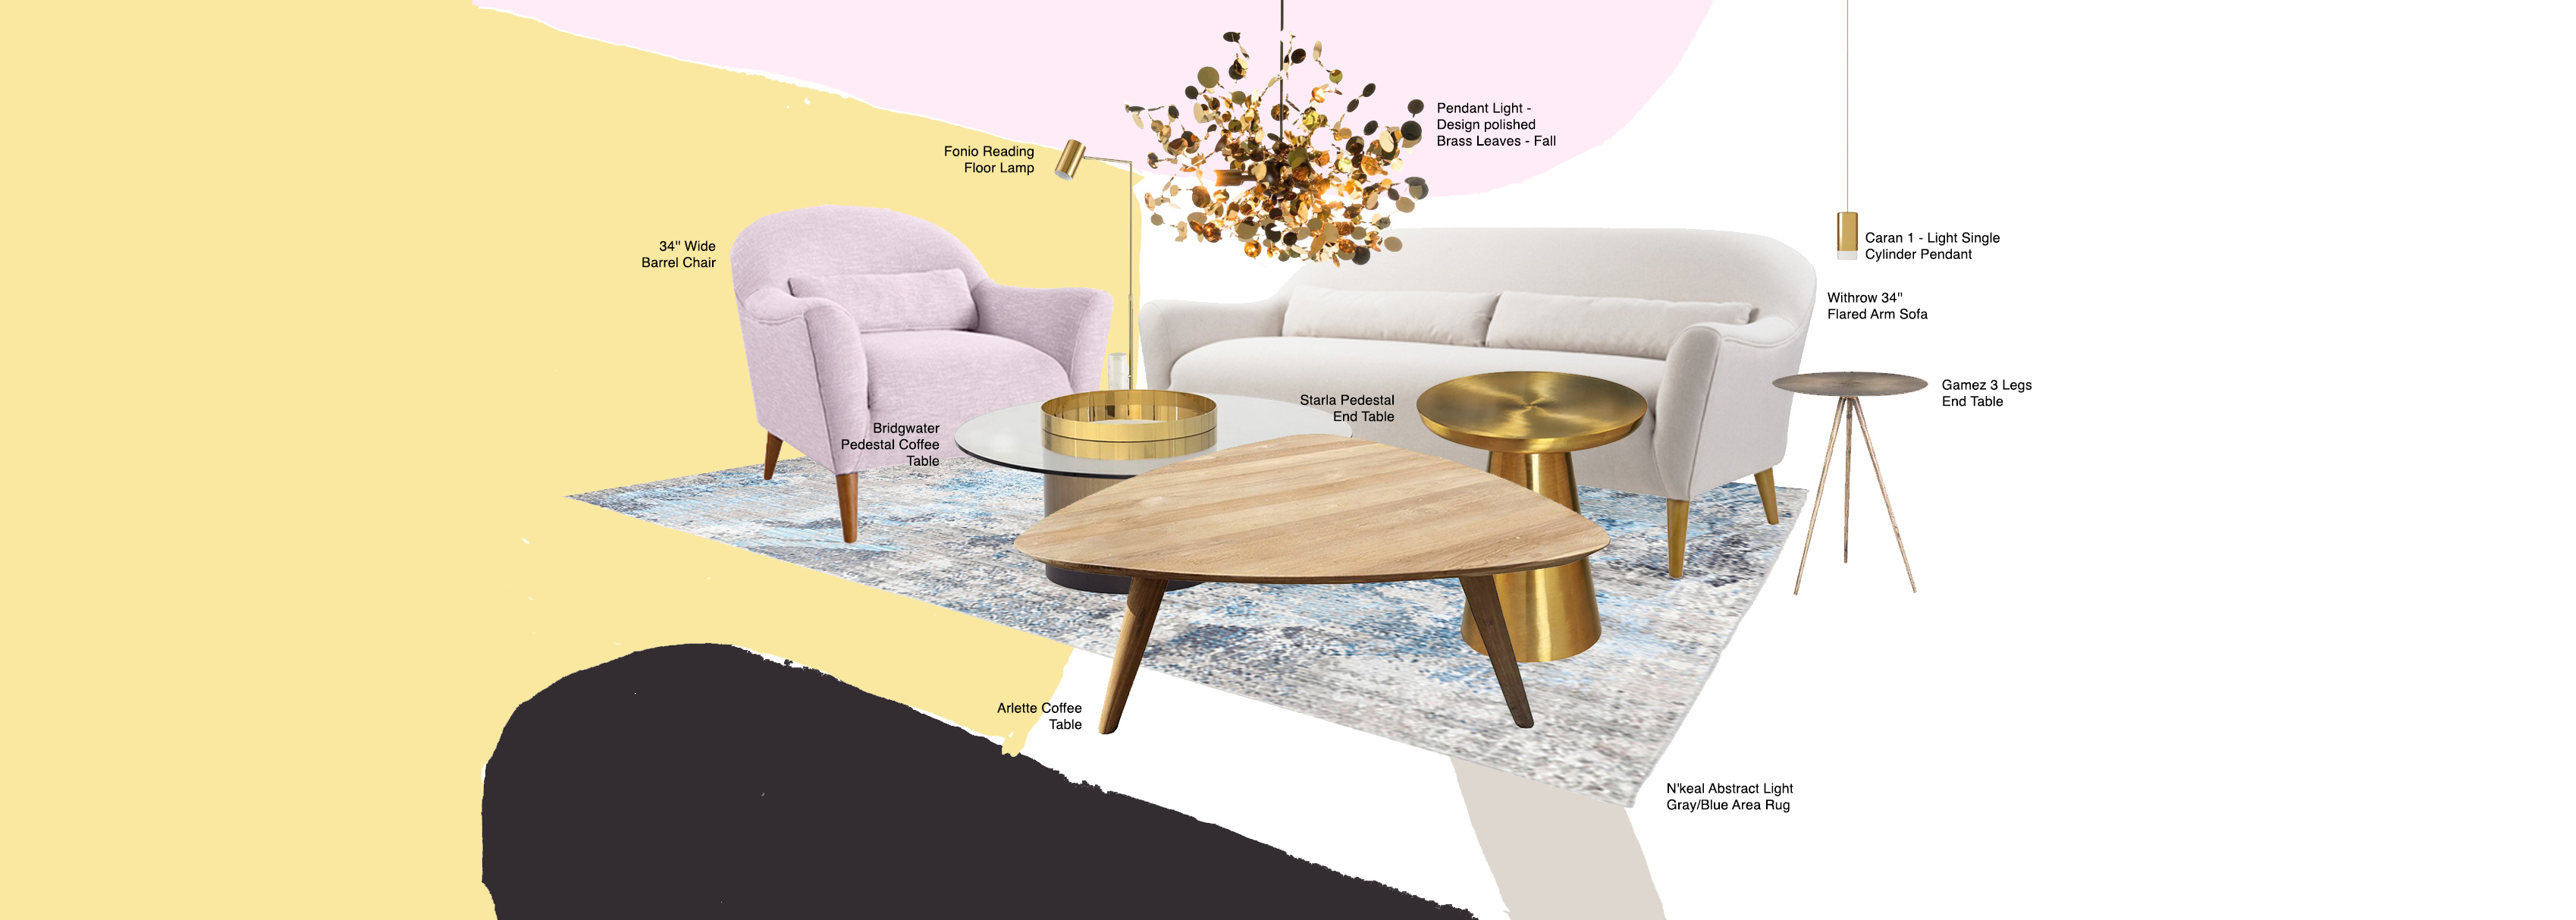 Pendant Light -
Design polished
Brass Leaves - Fall
Fonio Reading
Floor Lamp
34" Wide
Barrel Chair
Caran 1 - Light Single
Cylinder Pendant
Withrow 34"
Flared Arm Sofa
Gamez 3 Legs
End Table
Starla Pedestal
End Table
Bridgwater
Pedestal Coffee
Table
Arlette Coffee
Table
N'keal Abstract Light
Gray/Blue Area Rug